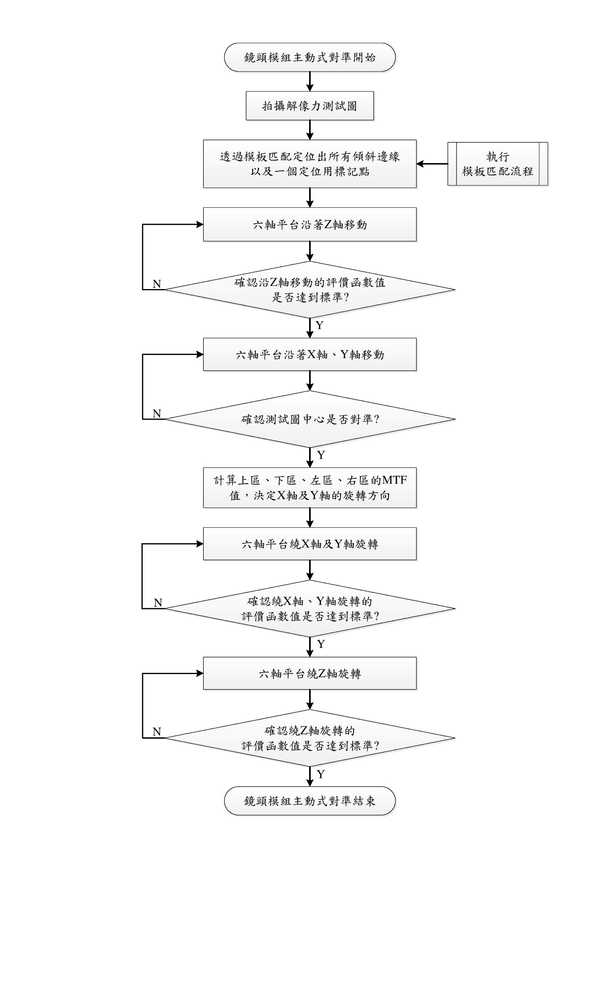 鏡頭模組主動式對準開始
拍攝解像力測試圖
透過模板匹配定位出所有傾斜邊緣
以及一個定位用標記點
執行
模板匹配流程
六軸平台沿著Z軸移動
確認沿Z軸移動的評價函數值
是否達到標準?
N
Y
六軸平台沿著X軸、Y軸移動
確認測試圖中心是否對準?
N
Y
計算上區、下區、左區、右區的MTF
值，決定X軸及Y軸的旋轉方向
六軸平台繞X軸及Y軸旋轉
確認繞X軸、Y軸旋轉的
評價函數值是否達到標準?
N
Y
六軸平台繞Z軸旋轉
確認繞Z軸旋轉的
評價函數值是否達到標準?
N
Y
鏡頭模組主動式對準結束